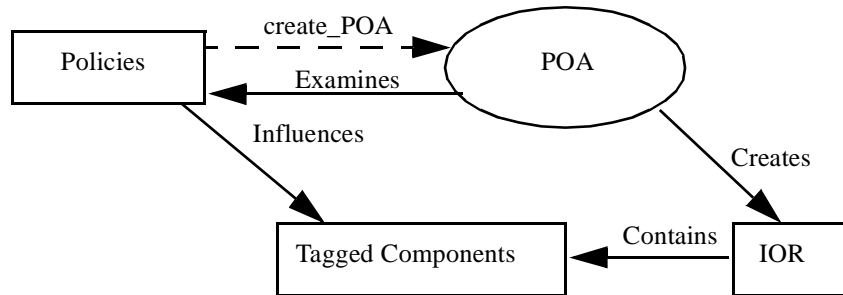 create_POA
Policies
POA
Examines
Influences
Creates
Contains
Tagged Components
IOR